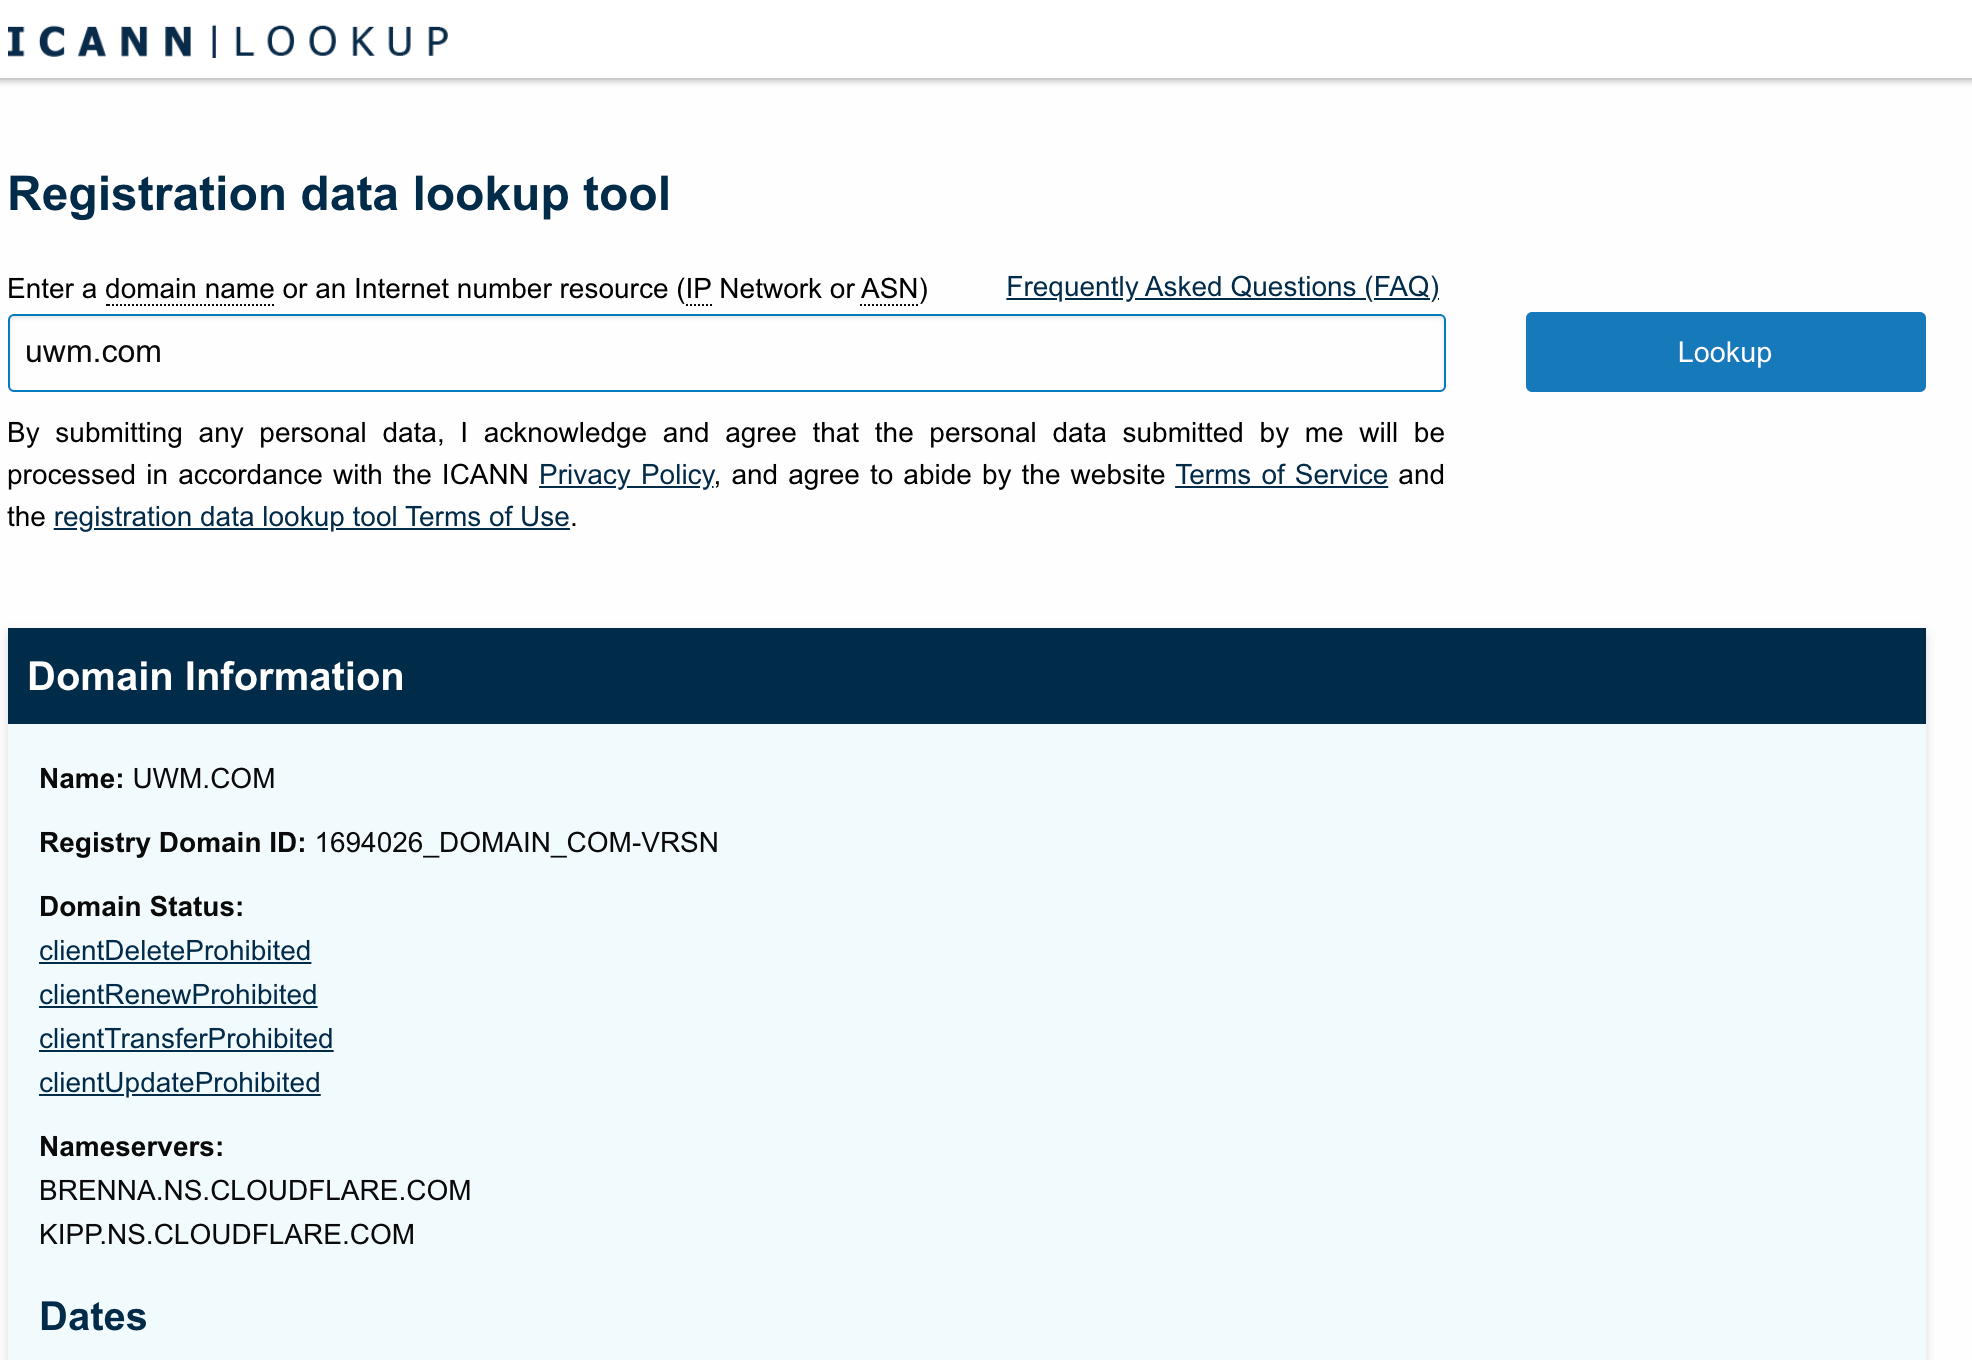 ICANN|LOOKUP
Registration data lookup tool
Enter a domain name or an Internet number resource (IP Network or ASN)
Frequently Asked Questions (FAQ)
uwm.com
Lookup
By submitting any personal data, I acknowledge and agree that the personal data submitted by me will be
processed in accordance with the ICANN Privacy Policy, and agree to abide by the website Terms of Service and
the registration data lookup tool Terms of Use.
Domain Information
Name: UWM.COM
Registry Domain ID: 1694026_DOMAIN_COM-VRSN
Domain Status:
clientDeleteProhibited
clientRenewProhibited
clientTransferProhibited
clientUpdateProhibited
Nameservers:
BRENNA.NS.CLOUDFLARE.COM
KIPP.NS.CLOUDFLARE.COM
Dates